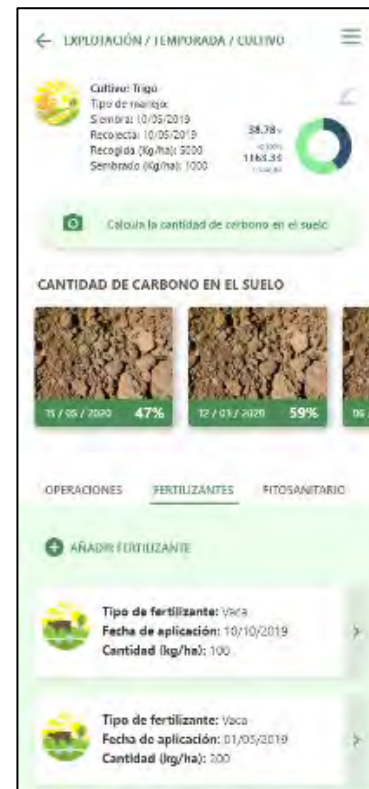 EXPLOTACIÓN / TEMPORADA / CULTIVO
Cultivo: Trigo
Tipo de manejo:
Siembra: 10/05/2019
Recolecta: 10/05/2019
Recogida (Kg/ha): 5000
Sembrado (Kg/ha): 1000
38.78
1163.33
Calcula la cantidad de carbono en el suelo
CANTIDAD DE CARBONO EN EL SUELO
15 / 05 / 2020 47%
12 / 01 / 2020 59%
06 /
OPERACIONES FERTILIZANTES FITOSANITARIO
AÑADIR FERTILIZANTE
Tipo de fertilizante: Vaca
Fecha de aplicación: 10/10/2019
Cantidad (kg/ha): 100
Tipo de fertilizante: Vaca
Fecha de aplicación: 01/05/2019
Cantidad (kg/ha): 200